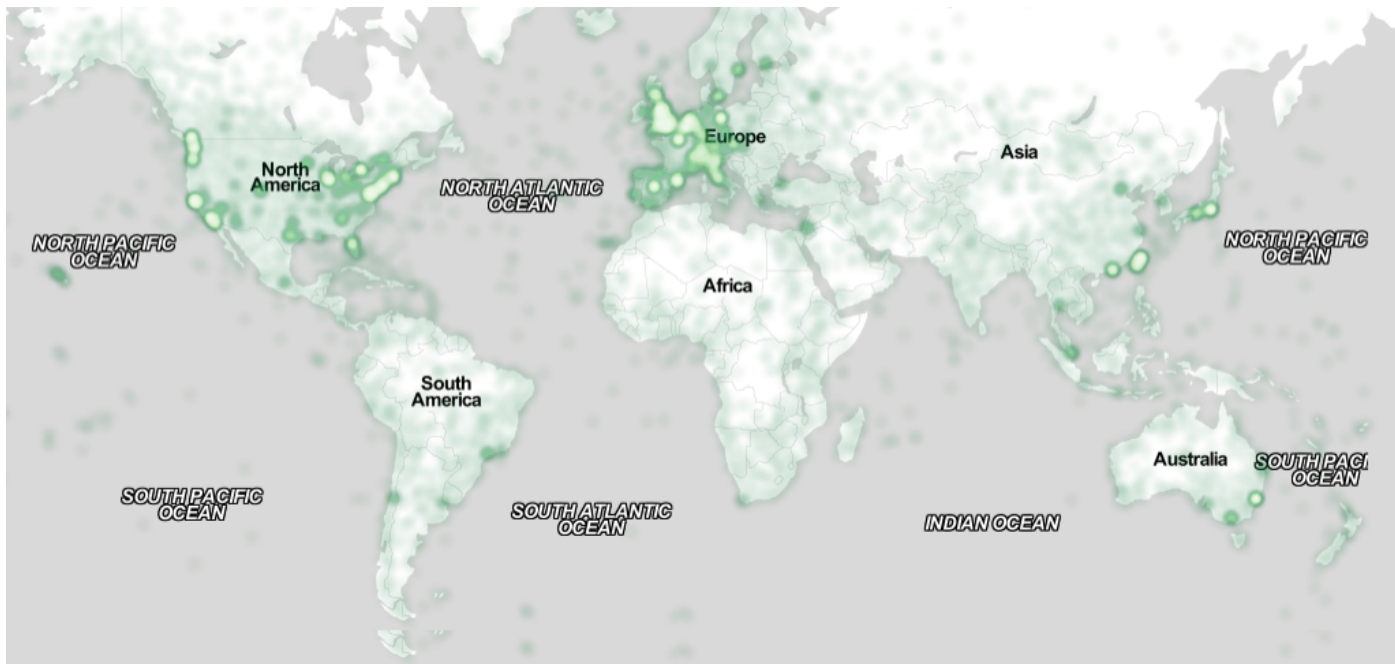 Europe
Asia
North
America
NORTH ATLANTIC
OCEAN
NORTH PACIFIC
OCEAN
NORTH PACIFIC
OCEAN
Africa
South
America
Australia
SOUTH PACI
OCEAN
SOUTH PACIFIC
OCEAN
SOUTH ATLANTIC
OCEAN
INDIAN OCEAN